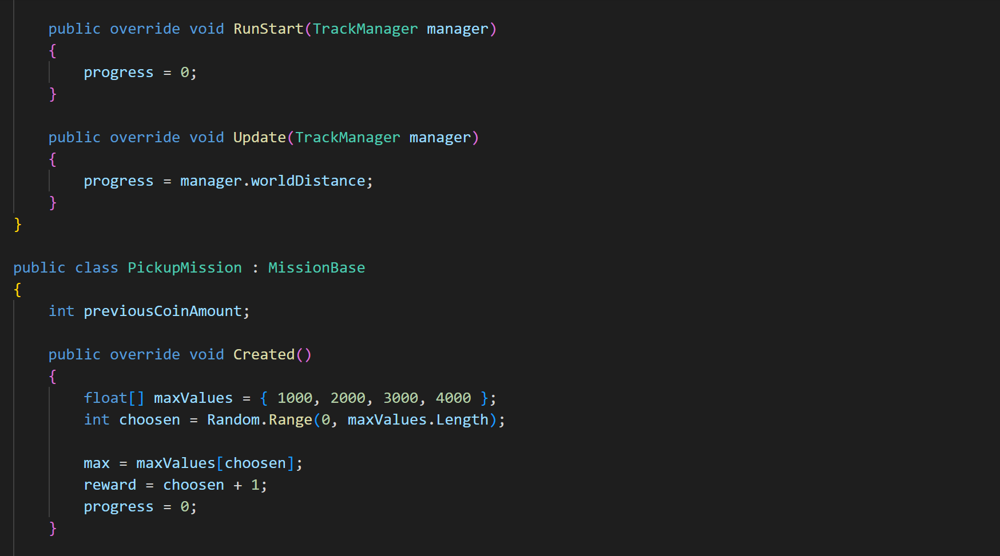 public override void RunStart(TrackManager manager)
{
progress = 0;
}
public override void Update(TrackManager manager)
{
progress = manager.worldDistance;
}
}
public class PickupMission : MissionBase
{
int previousCoinAmount;
public override void Created()
{
float[] maxValues = { 1000, 2000, 3000, 4000 };
int choosen = Random.Range(0, maxValues.Length);
max = maxValues[choosen];
reward = choosen + 1;
progress = 0;
}